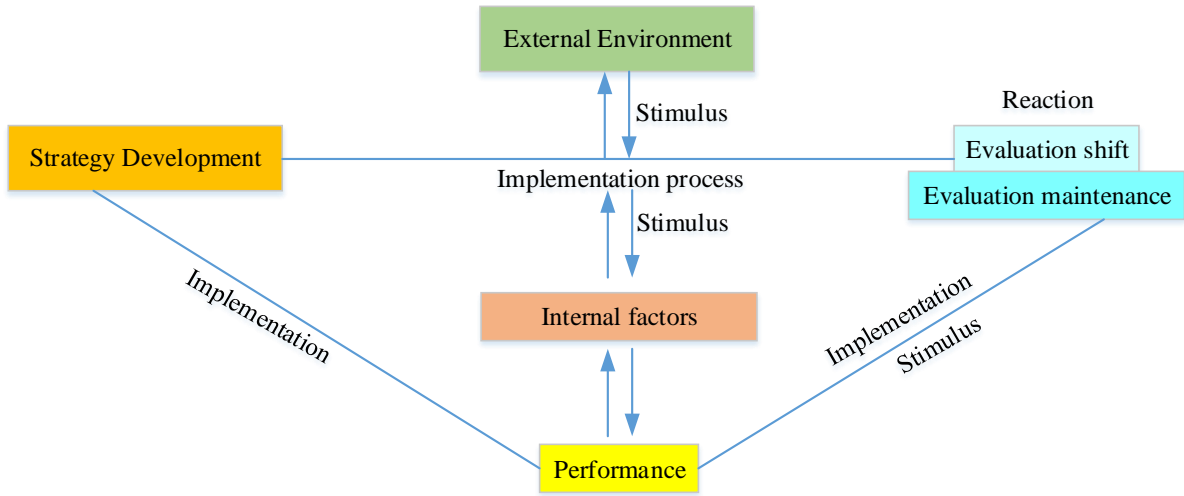 External Environment
Stimulus
Reaction
Strategy Development
Evaluation shift
Implementation process
Evaluation maintenance
Stimulus
Implementation
Internal factors
Implementation
Stimulus
Performance